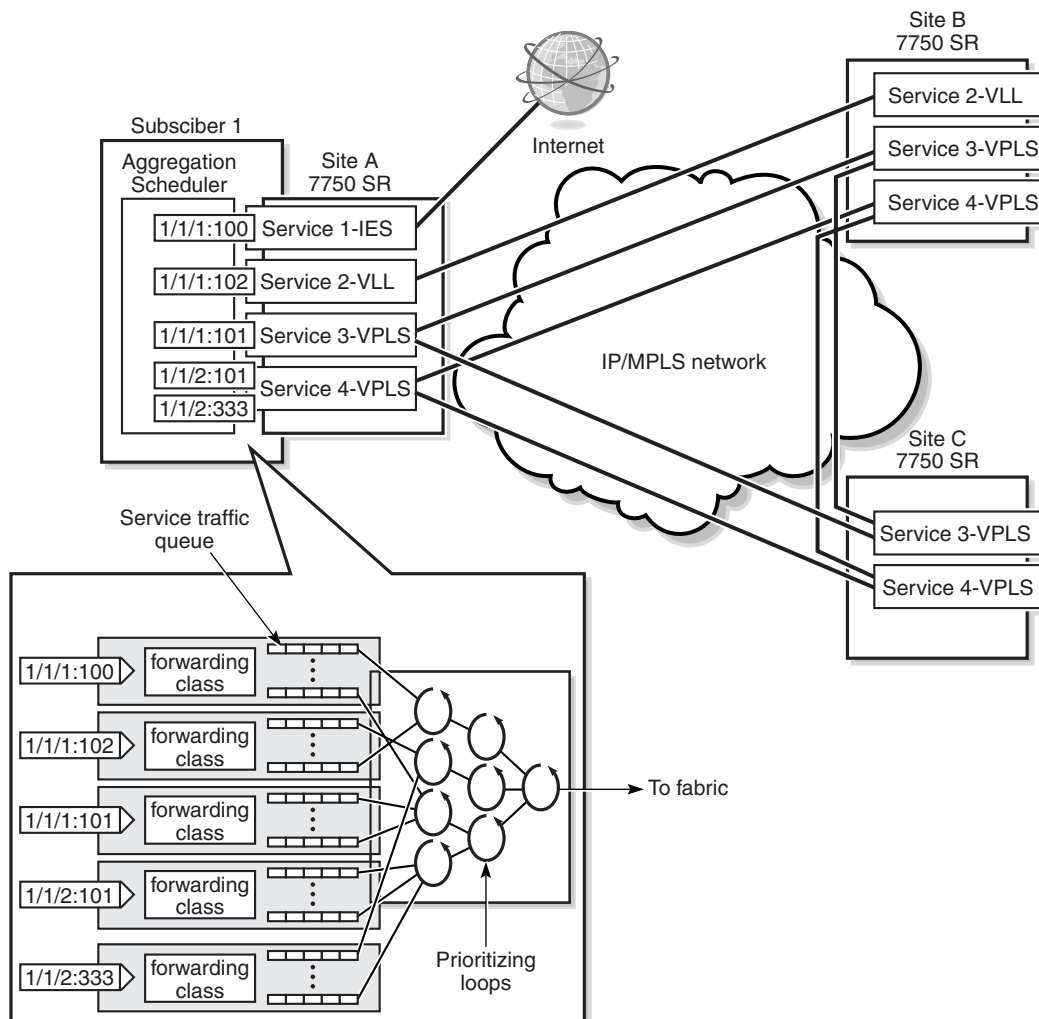 Site B
7750 SR
Service 2-VLL
Service 3-VPLS
Service 4-VPLS
Internet
Subsciber 1
Aggregation
Scheduler
Site A
7750 SR
1/1/1:100
Service 1-IES
1/1/1:102
Service 2-VLL
1/1/1:101
Service 3-VPLS
1/1/2:101
Service 4-VPLS
1/1/2:333
IP/MPLS network
Site C
7750 SR
Service 3-VPLS
Service 4-VPLS
Service traffic
queue
1/1/1:100
forwarding
class
1/1/1:102
forwarding
class
1/1/1:101
forwarding
class
1/1/2:101
forwarding
class
1/1/2:333
forwarding
class
To fabric
Prioritizing
loops